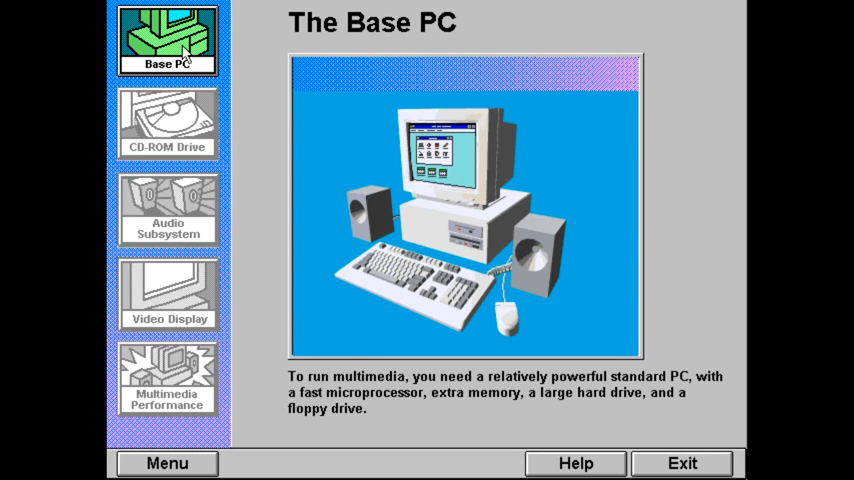 The Base PC
Base PC
CD-ROM Drive
Audio
Subsystem
Video Display
Multimedia
Performance
To run multimedia, you need a relatively powerful standard PC, with
a fast microprocessor, extra memory, a large hard drive, and a
floppy drive.
Menu
Help
Exit